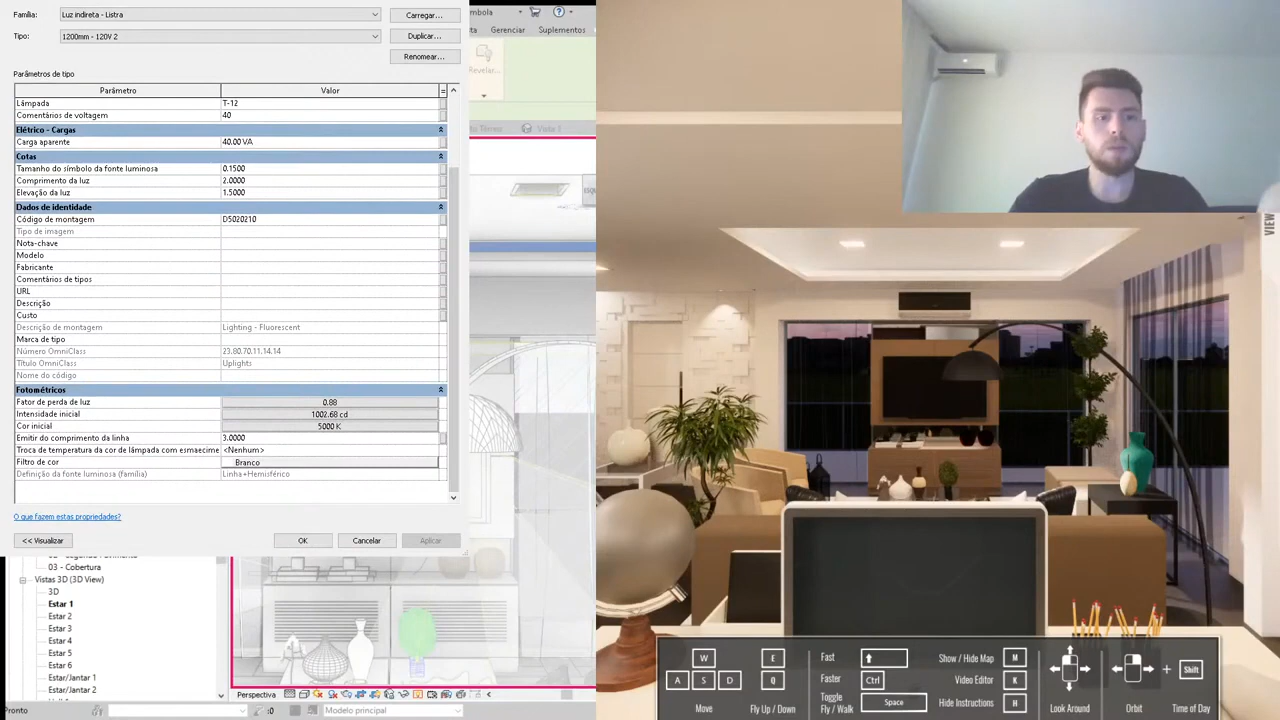 Família:
Luz indireta - Listra
Carregar...
Tipo:
1200mm - 120V 2
Duplicar...
Renomear...
Parâmetros de tipo
Parâmetro
Valor
=
Lâmpada
T-12
Comentários de voltagem
40
Elétrico - Cargas
Carga aparente
40.00 VA
Cotas
Tamanho do símbolo da fonte luminosa
0.1500
Comprimento da luz
2.0000
Elevação da luz
1.5000
Dados de identidade
Código de montagem
D5020210
Tipo de imagem
Nota-chave
Modelo
Fabricante
Comentários de tipos
URL
Descrição
Custo
Descrição de montagem
Lighting - Fluorescent
Marca de tipo
Número OmniClass
23.80.70.11.14.14
Título OmniClass
Uplights
Nome do código
Fotométricos
Fator de perda de luz
0.88
Intensidade inicial
1002.68 cd
Cor inicial
5000 K
Emitir do comprimento da linha
3.0000
Troca de temperatura da cor de lâmpada com esmaecime
<Nenhum>
Filtro de cor
Branco
Definição da fonte luminosa (família)
Linha+Hemisférico
O que fazem estas propriedades?
<< Visualizar
OK
Cancelar
Aplicar
mbola
ta
Gerenciar
Suplementos
Revelar...
Térreo
Vista 2
ESQU
03 - Cobertura
Vistas 3D (3D View)
3D
Estar 1
Estar 2
Estar 3
Estar 4
Estar 5
Estar 6
Estar/Jantar 1
Estar/Jantar 2
Perspectiva
Pronto
:0
Modelo principal
VIEW
W
A
S
D
Move
E
Q
Fly Up / Down
Fast
Faster
Ctrl
Toggle
Fly / Walk
Space
Show / Hide Map
M
Video Editor
K
Hide Instructions
H
Look Around
Orbit
+
Shift
Time of Day